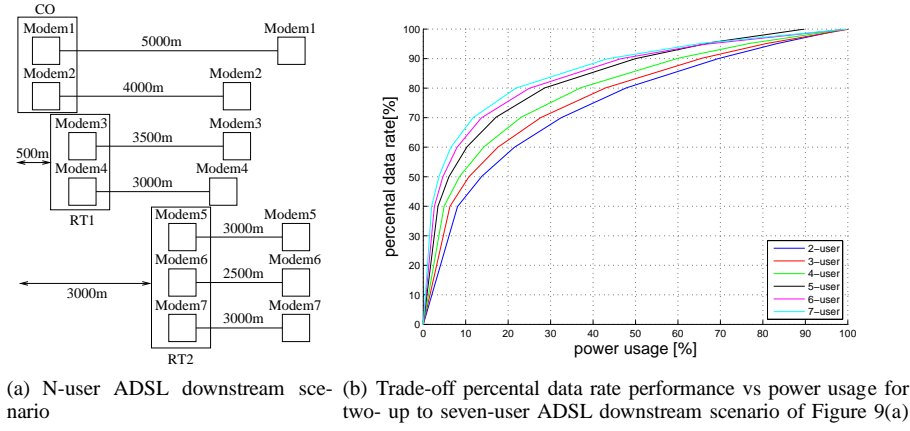 CO
Modem1
5000m
Modem1
Modem2
4000m
Modem2
Modem3
3500m
Modem3
500m
Modem4
3000m
Modem4
RT1
Modem5
3000m
Modem5
Modem6
2500m
Modem6
3000m
Modem7
3000m
Modem7
RT2
percental data rate[%]
100
90
80
70
60
50
40
30
20
10
0
0 10 20 30 40 50 60 70 80 90 100
power usage [%]
2-user
3-user
4-user
5-user
6-user
7-user
(a) N-user ADSL downstream sce-
nario
(b) Trade-off percental data rate performance vs power usage for
two- up to seven-user ADSL downstream scenario of Figure 9(a)